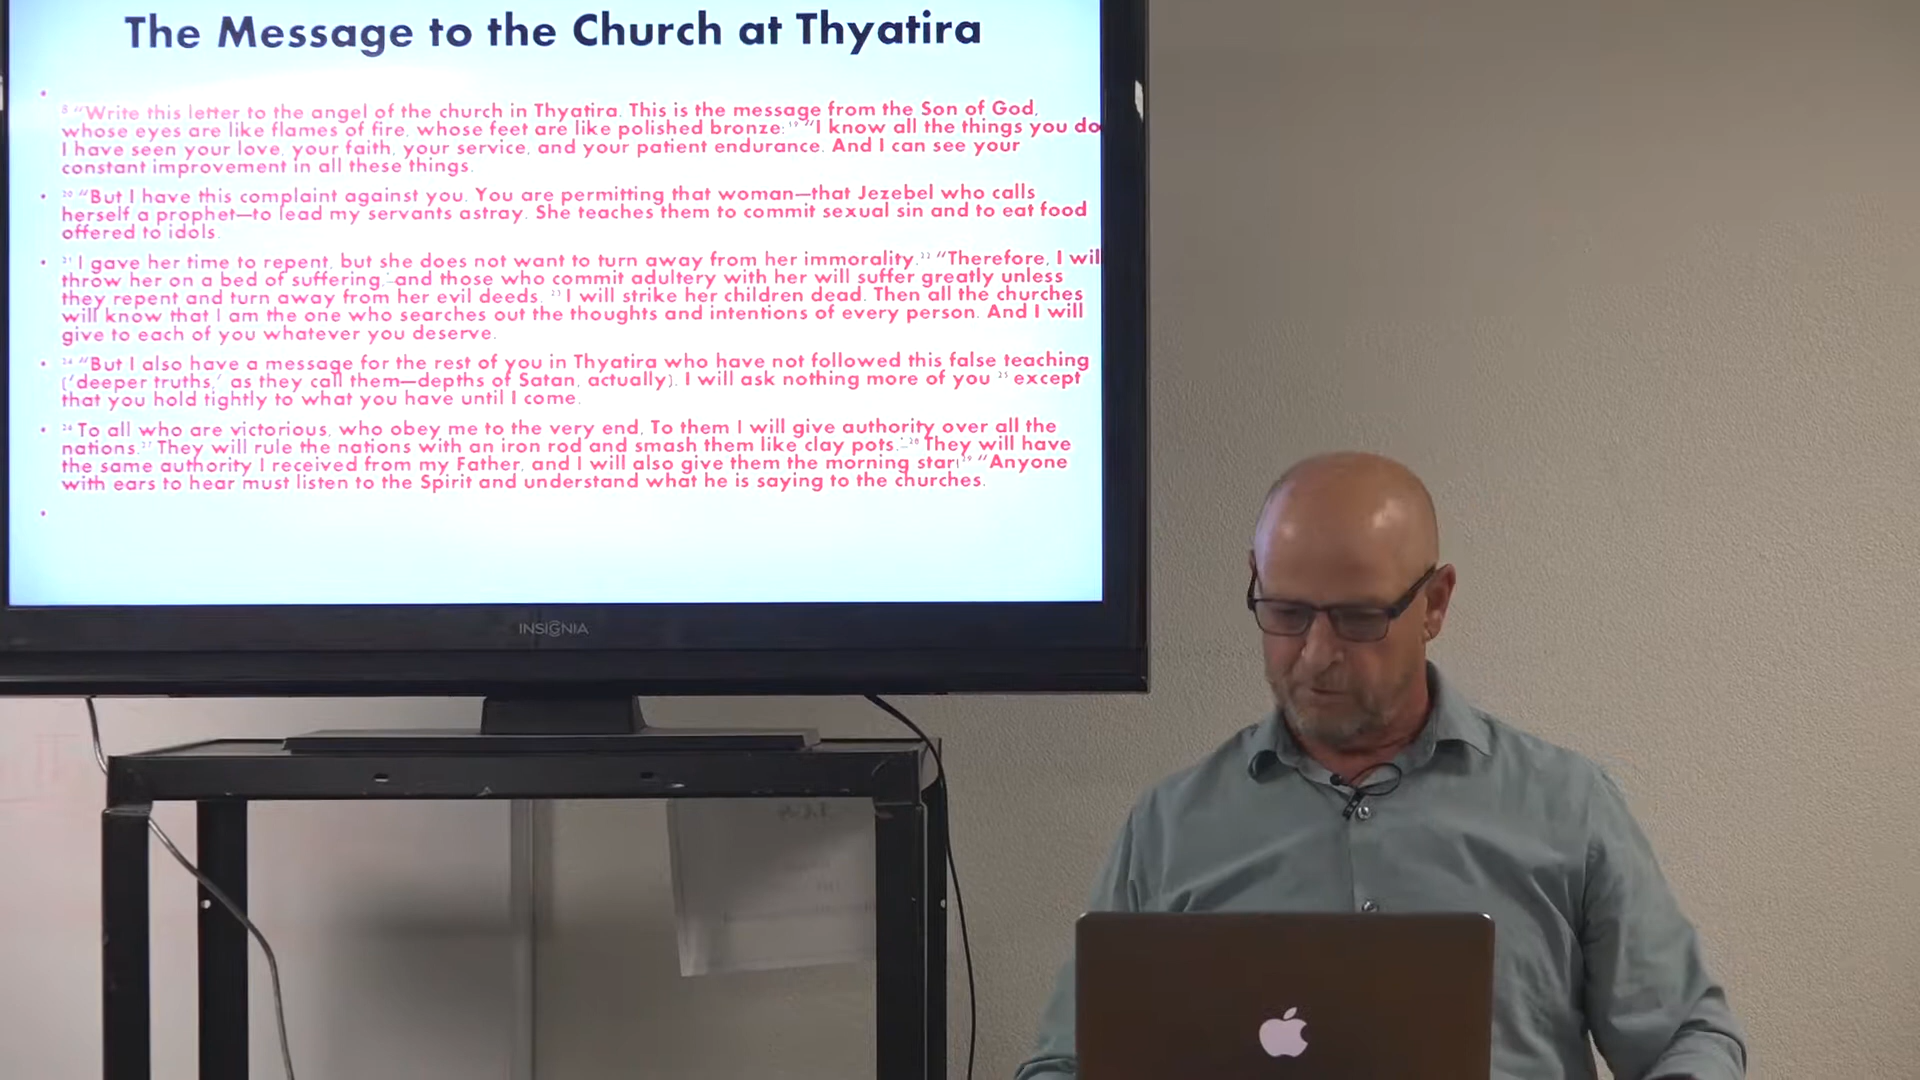 The Message to the Church at Thyatira
8 “Write this letter to the angel of the church in Thyatira. This is the message from the Son of God,
whose eyes are like flames of fire, whose feet are like polished bronze: 19 “I know all the things you do
I have seen your love, your faith, your service, and your patient endurance. And I can see your
constant improvement in all these things.
20 “But I have this complaint against you. You are permitting that woman—that Jezebel who calls
herself a prophet—to lead my servants astray. She teaches them to commit sexual sin and to eat food
offered to idols.
21 I gave her time to repent, but she does not want to turn away from her immorality. 22 “Therefore, I wil
throw her on a bed of suffering, and those who commit adultery with her will suffer greatly unless
they repent and turn away from her evil deeds. 23 I will strike her children dead. Then all the churches
will know that I am the one who searches out the thoughts and intentions of every person. And I will
give to each of you whatever you deserve.
24 “But I also have a message for the rest of you in Thyatira who have not followed this false teaching
(‘deeper truths,’ as they call them—depths of Satan, actually). I will ask nothing more of you 25 except
that you hold tightly to what you have until I come.
26 To all who are victorious, who obey me to the very end, To them I will give authority over all the
nations. 27 They will rule the nations with an iron rod and smash them like clay pots. 28 They will have
the same authority I received from my Father, and I will also give them the morning star! 29 “Anyone
with ears to hear must listen to the Spirit and understand what he is saying to the churches.
INSIGNIA